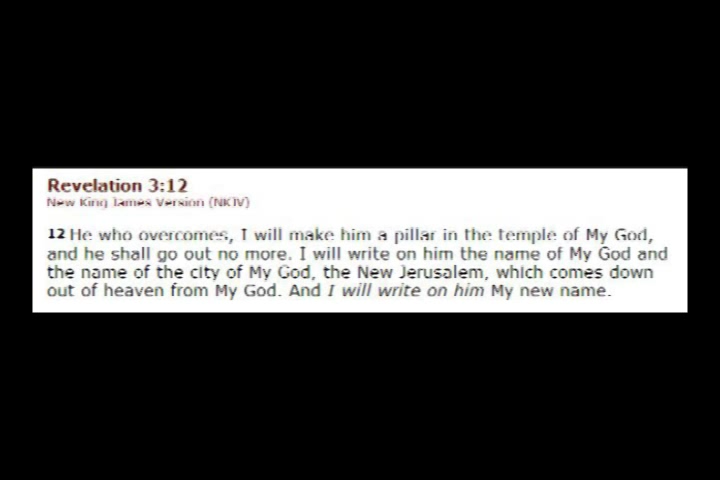 Revelation 3:12
New King James Version (NKJV)
12 He who overcomes, I will make him a pillar in the temple of My God,
and he shall go out no more. I will write on him the name of My God and
the name of the city of My God, the New Jerusalem, which comes down
out of heaven from My God. And I will write on him My new name.